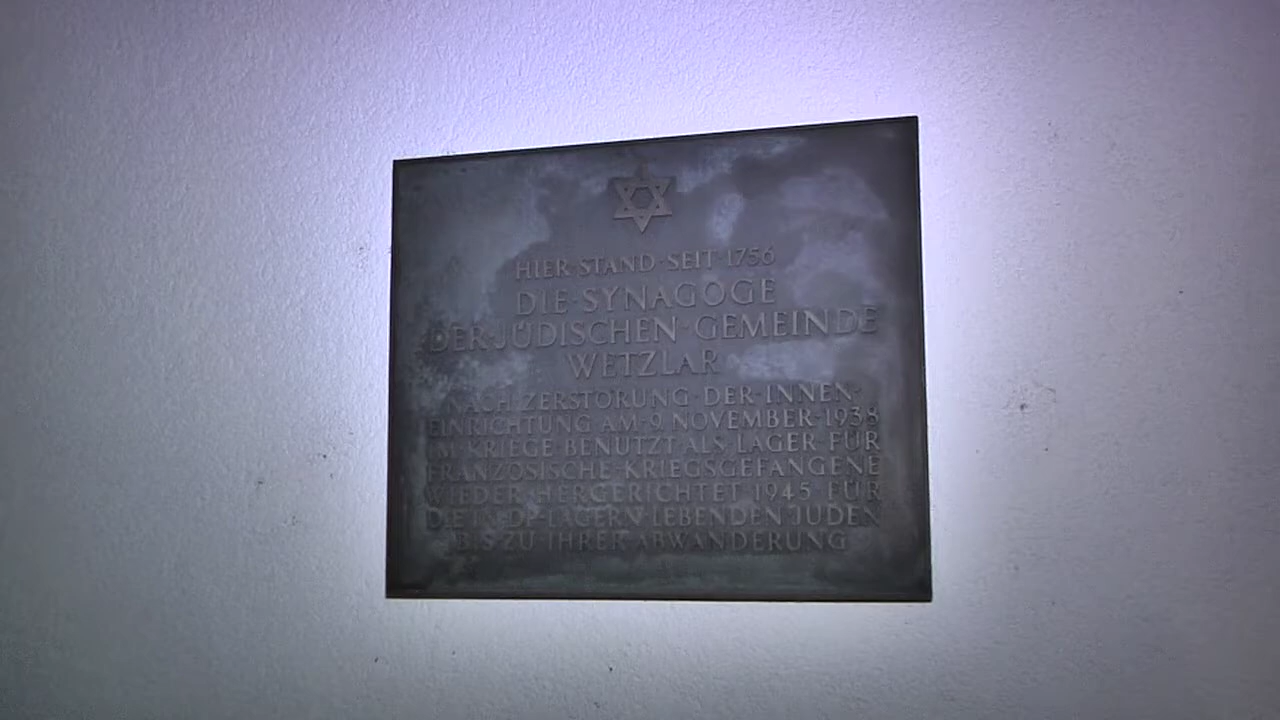 HIER·STAND·SEIT·1756
DIE·SYNAGOGE
DER·JÜDISCHEN·GEMEINDE
WETZLAR
NACH·ZERSTÖRUNG·DER·INNEN-
EINRICHTUNG·AM·9·NOVEMBER·1938
IM·KRIEGE·BENUTZT·ALS·LAGER·FÜR
FRANZÖSISCHE·KRIEGSGEFANGENE
WIEDER·HERGERICHTET·1945·FÜR
DIE·IN·DP-LAGERN·LEBENDEN·JUDEN
BIS·ZU·IHRER·ABWANDERUNG